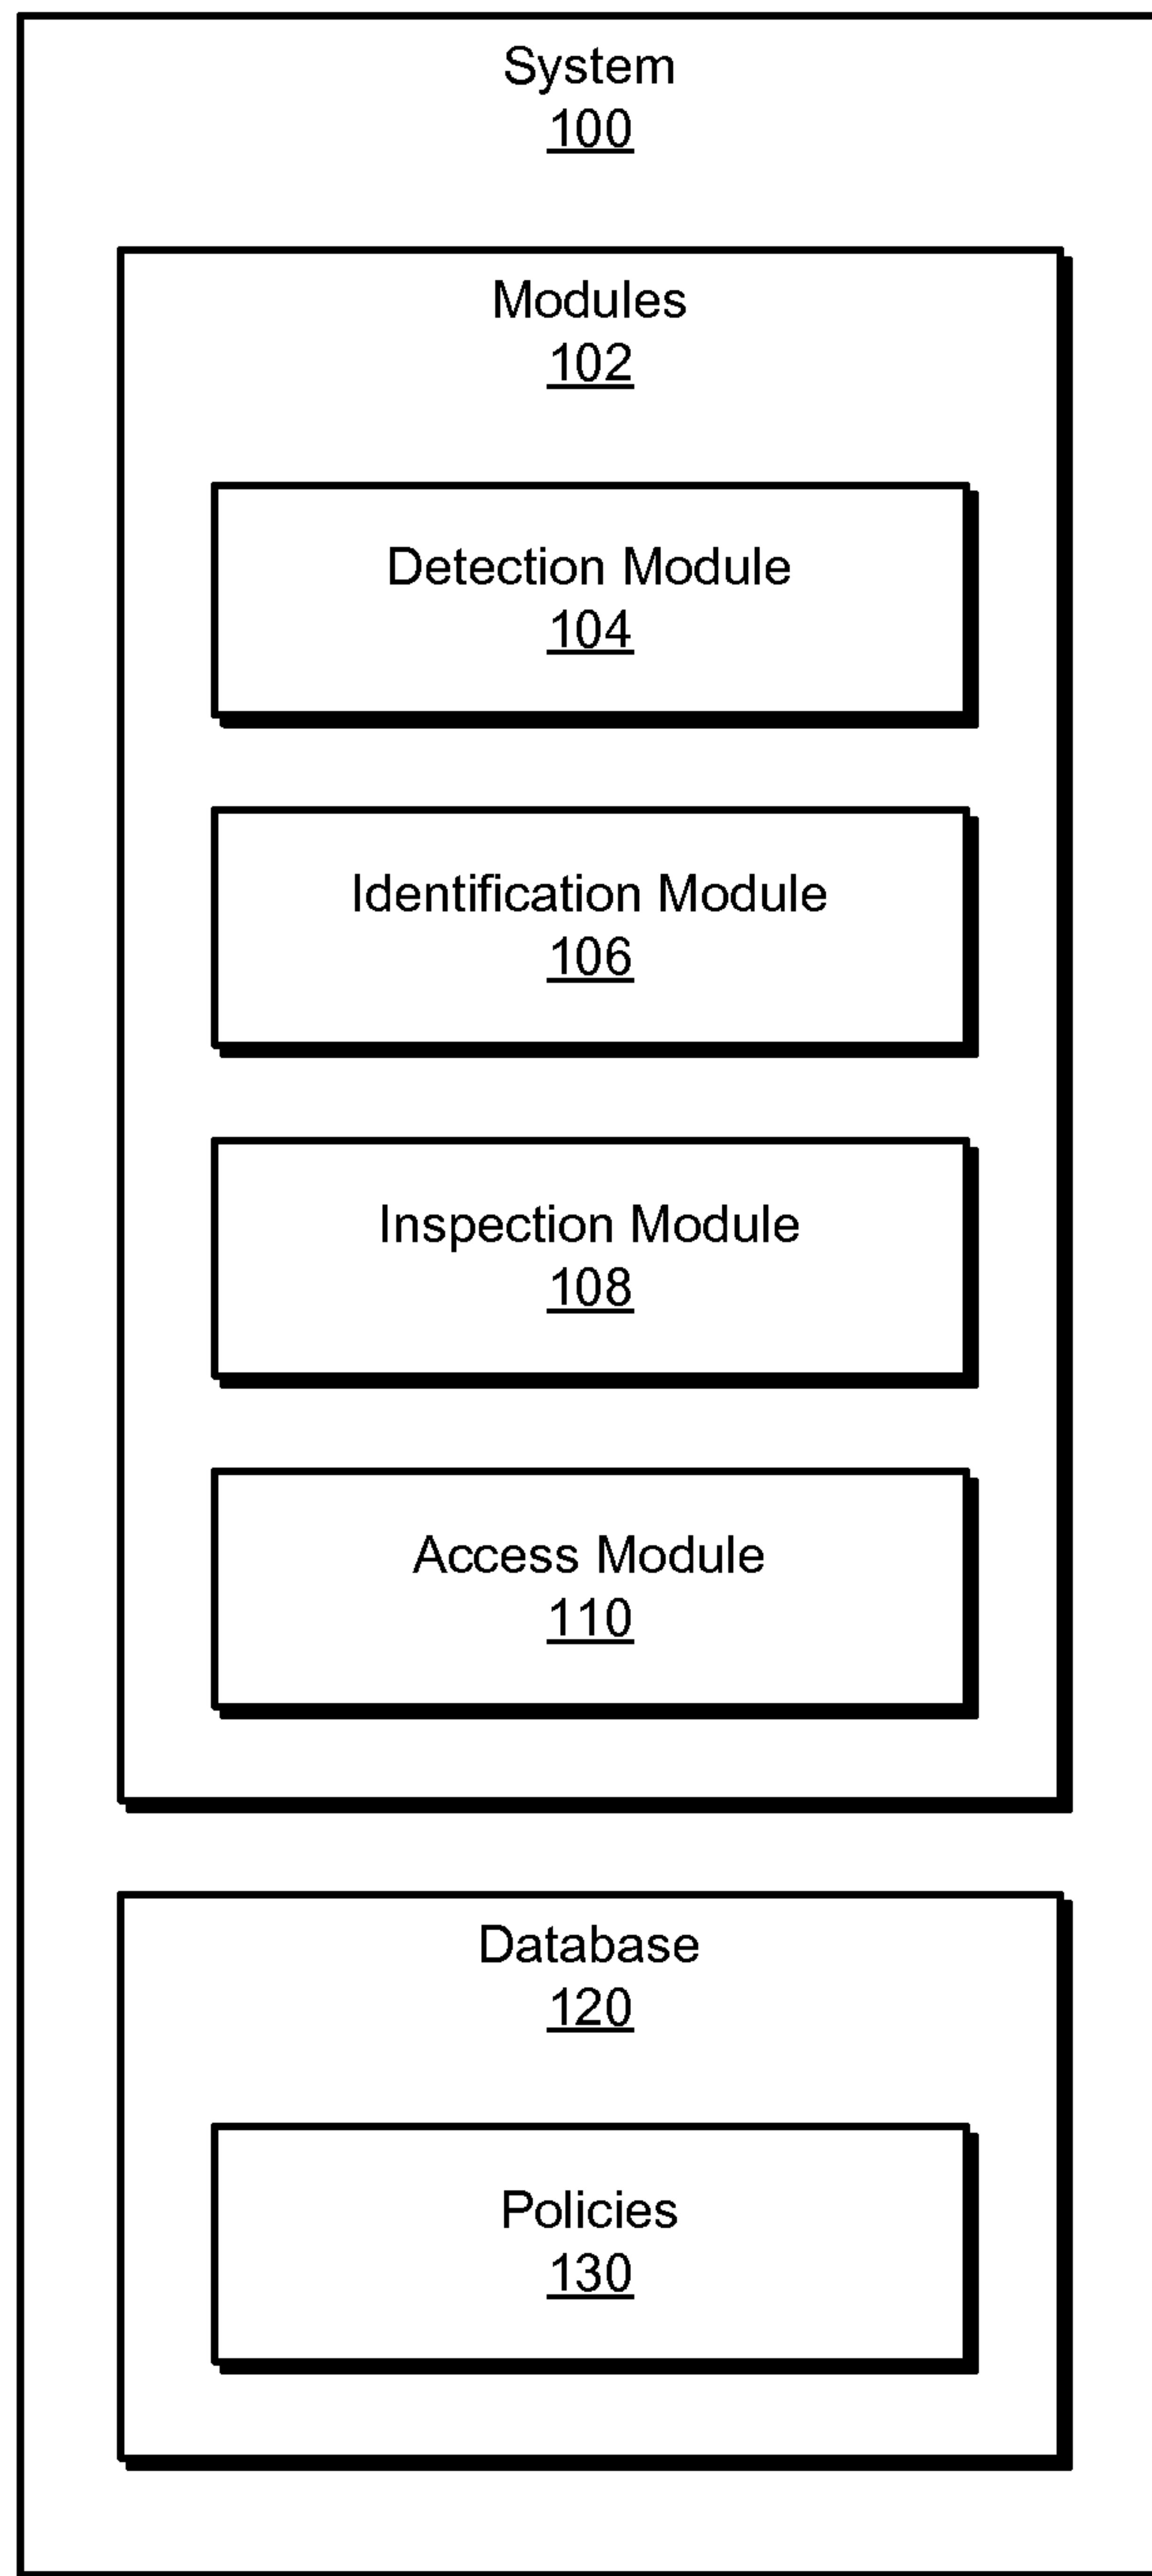 System
100
Modules
102
Detection Module
104
Identification Module
106
Inspection Module
108
Access Module
110
Database
120
Policies
130